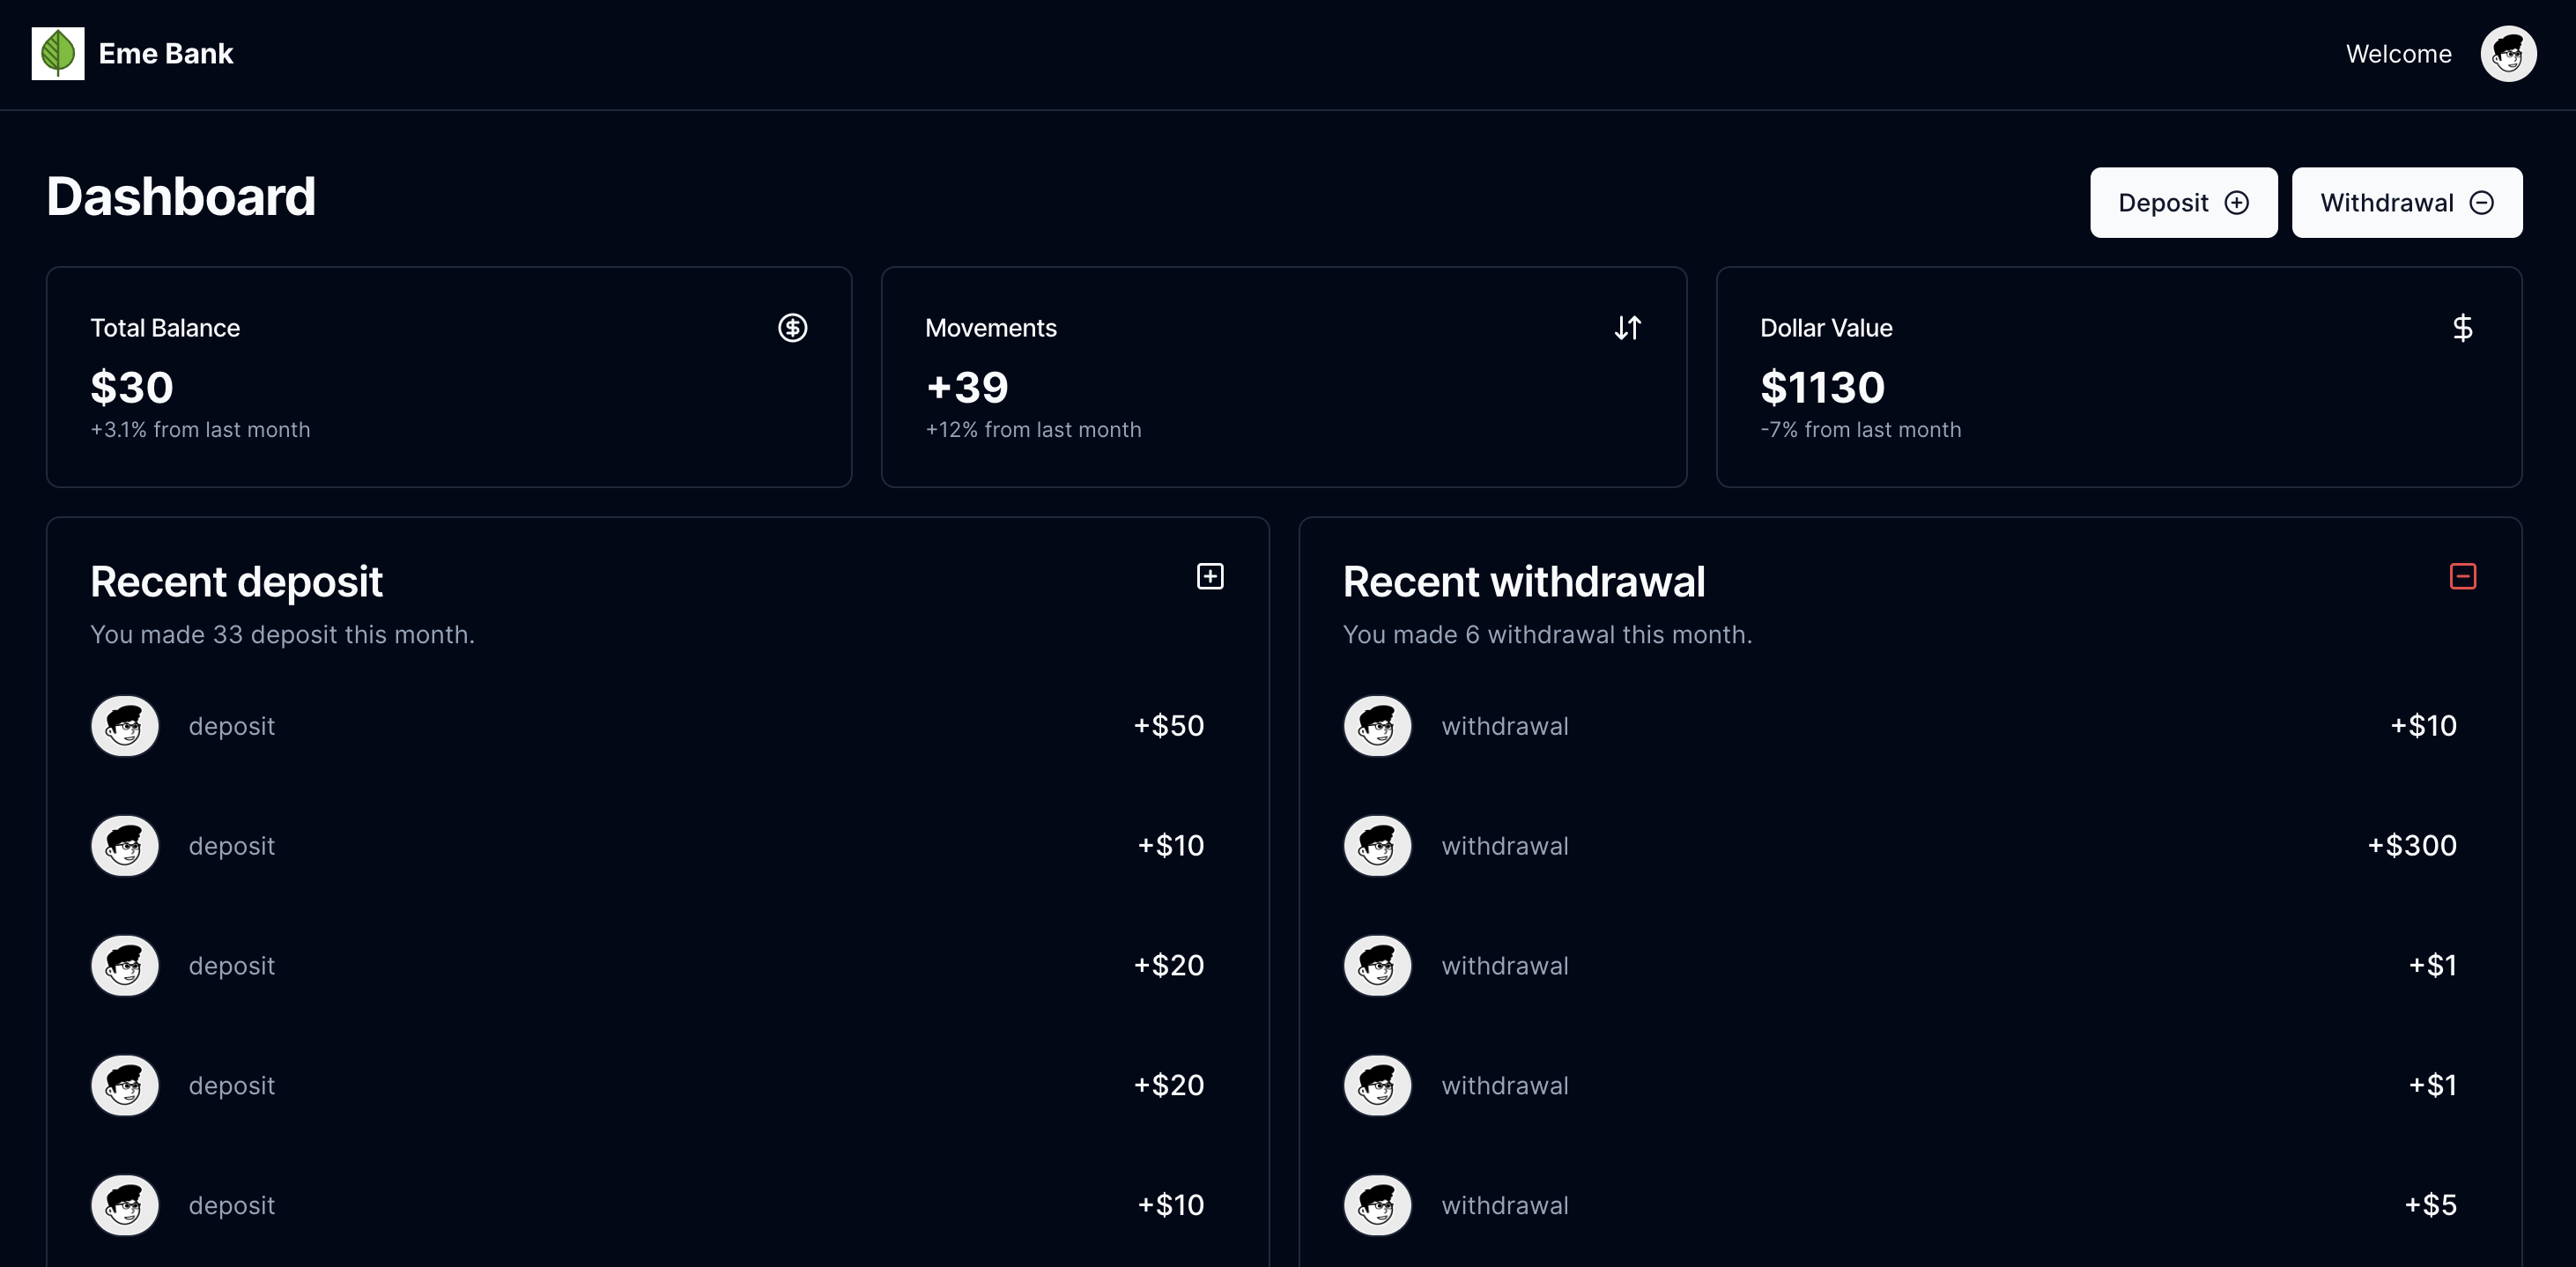 Eme Bank
Welcome
Dashboard
Deposit
Withdrawal
Total Balance
$30
+3.1% from last month
Movements
+39
+12% from last month
Dollar Value
$1130
-7% from last month
Recent deposit
You made 33 deposit this month.
deposit +$50
deposit +$10
deposit +$20
deposit +$20
deposit +$10
Recent withdrawal
You made 6 withdrawal this month.
withdrawal +$10
withdrawal +$300
withdrawal +$1
withdrawal +$1
withdrawal +$5